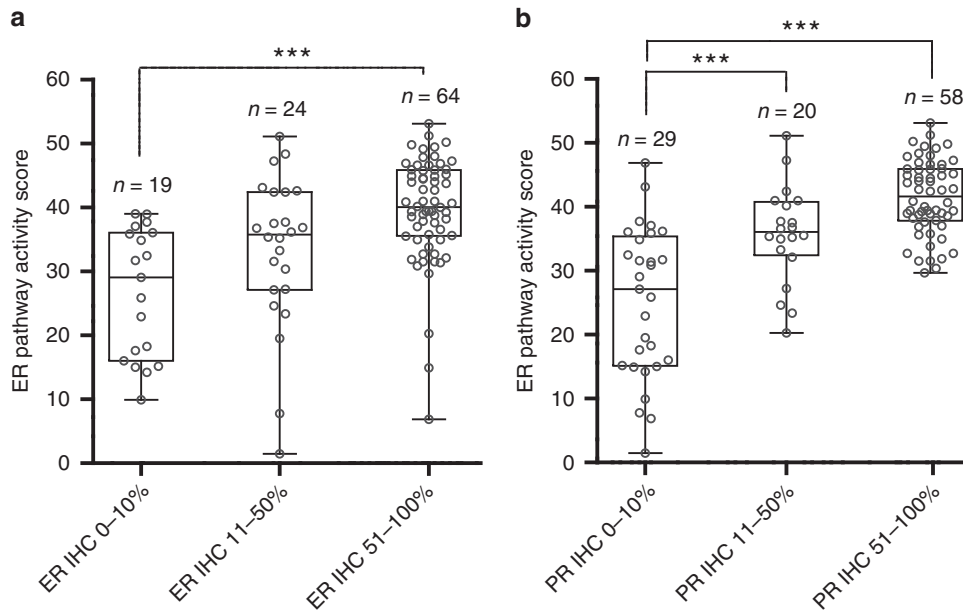 a
***
60
50
40
30
20
10
0
ER pathway activity score
n = 19
n = 24
n = 64
ER IHC 0–10%
ER IHC 11–50%
ER IHC 51–100%
b
***
***
60
50
40
30
20
10
0
ER pathway activity score
n = 29
n = 20
n = 58
PR IHC 0–10%
PR IHC 11–50%
PR IHC 51–100%